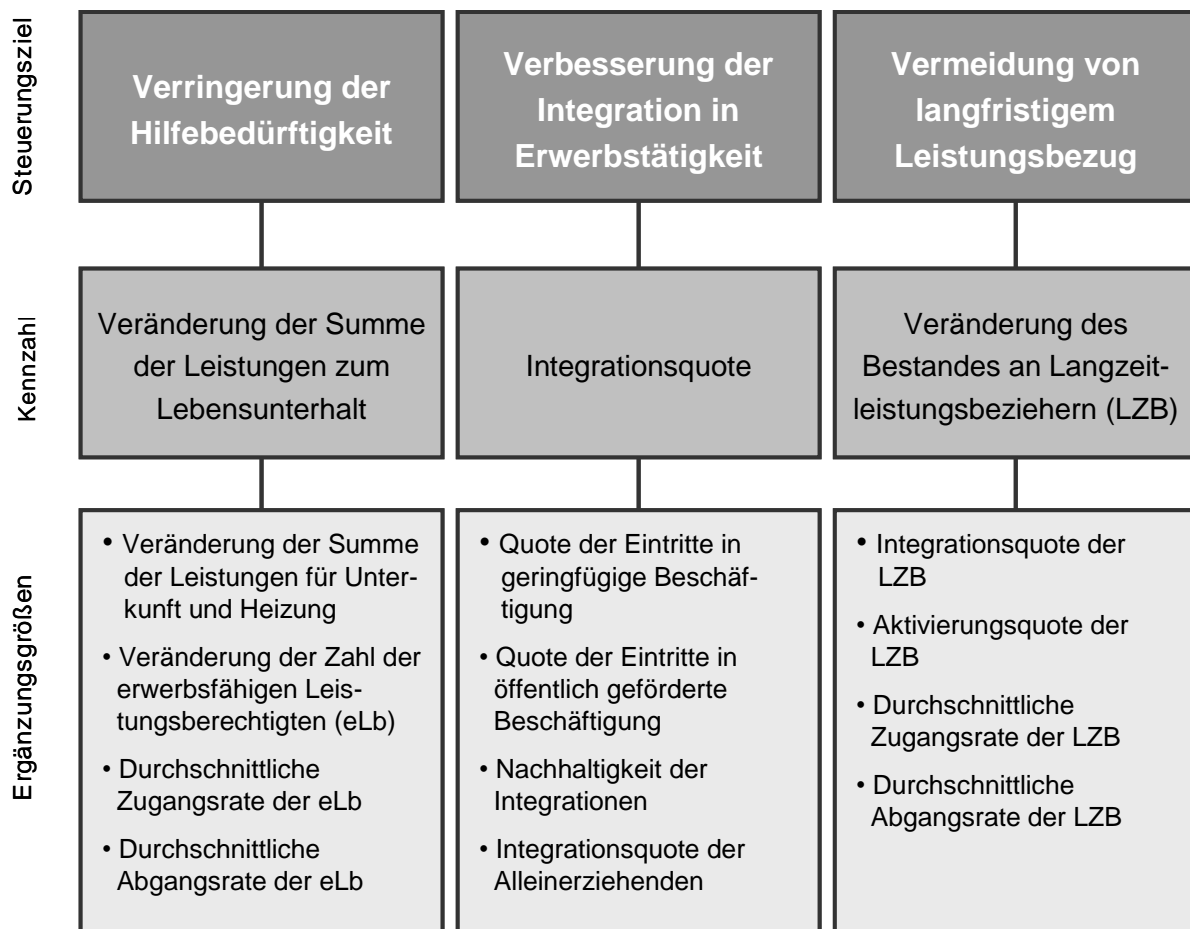 Steuerungsziel
Verringerung der
Hilfebedürftigkeit
Verbesserung der
Integration in
Erwerbstätigkeit
Vermeidung von
langfristigem
Leistungsbezug
Kennzahl
Veränderung der Summe
der Leistungen zum
Lebensunterhalt
Integrationsquote
Veränderung des
Bestandes an Langzeit-
leistungsbeziehern (LZB)
Ergänzungsgrößen
• Veränderung der Summe
der Leistungen für Unter-
kunft und Heizung
• Veränderung der Zahl der
erwerbsfähigen Leis-
tungsberechtigten (eLb)
• Durchschnittliche
Zugangsrate der eLb
• Durchschnittliche
Abgangsrate der eLb
• Quote der Eintritte in
geringfügige Beschäf-
tigung
• Quote der Eintritte in
öffentlich geförderte
Beschäftigung
• Nachhaltigkeit der
Integrationen
• Integrationsquote der
Alleinerziehenden
• Integrationsquote der
LZB
• Aktivierungsquote der
LZB
• Durchschnittliche
Zugangsrate der LZB
• Durchschnittliche
Abgangsrate der LZB